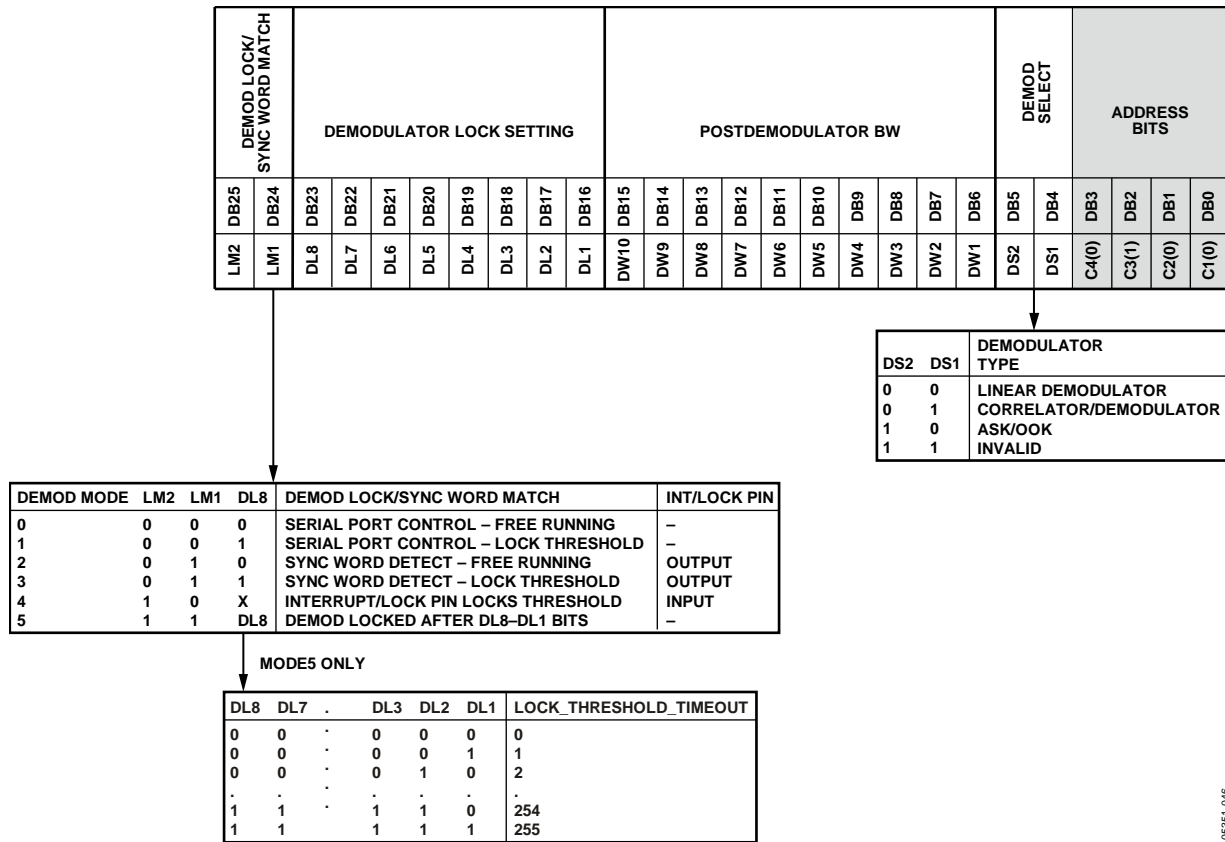 DEMOD LOCK/
SYNC WORD MATCH
DEMODULATOR LOCK SETTING
POSTDEMODULATOR BW
DEMOD
SELECT
ADDRESS
BITS
DB25 DB24 DB23 DB22 DB21 DB20 DB19 DB18 DB17 DB16 DB15 DB14 DB13 DB12 DB11 DB10 DB9 DB8 DB7 DB6 DB5 DB4 DB3 DB2 DB1 DB0
LM2 LM1 DL8 DL7 DL6 DL5 DL4 DL3 DL2 DL1 DW10 DW9 DW8 DW7 DW6 DW5 DW4 DW3 DW2 DW1 DS2 DS1 C4(0) C3(1) C2(0) C1(0)
DEMODULATOR
DS2 DS1 TYPE
0 0 LINEAR DEMODULATOR
0 1 CORRELATOR/DEMODULATOR
1 0 ASK/OOK
1 1 INVALID
DEMOD MODE LM2 LM1 DL8 DEMOD LOCK/SYNC WORD MATCH INT/LOCK PIN
0 0 0 0 SERIAL PORT CONTROL – FREE RUNNING –
1 0 0 1 SERIAL PORT CONTROL – LOCK THRESHOLD –
2 0 1 0 SYNC WORD DETECT – FREE RUNNING OUTPUT
3 0 1 1 SYNC WORD DETECT – LOCK THRESHOLD OUTPUT
4 1 0 X INTERRUPT/LOCK PIN LOCKS THRESHOLD INPUT
5 1 1 DL8 DEMOD LOCKED AFTER DL8–DL1 BITS –
MODE5 ONLY
DL8 DL7 . DL3 DL2 DL1 LOCK_THRESHOLD_TIMEOUT
0 0 . 0 0 0 0
0 0 . 0 0 1 1
0 0 . 0 1 0 2
. . . . . . .
1 1 . 1 1 0 254
1 1 1 1 1 255
05351-046